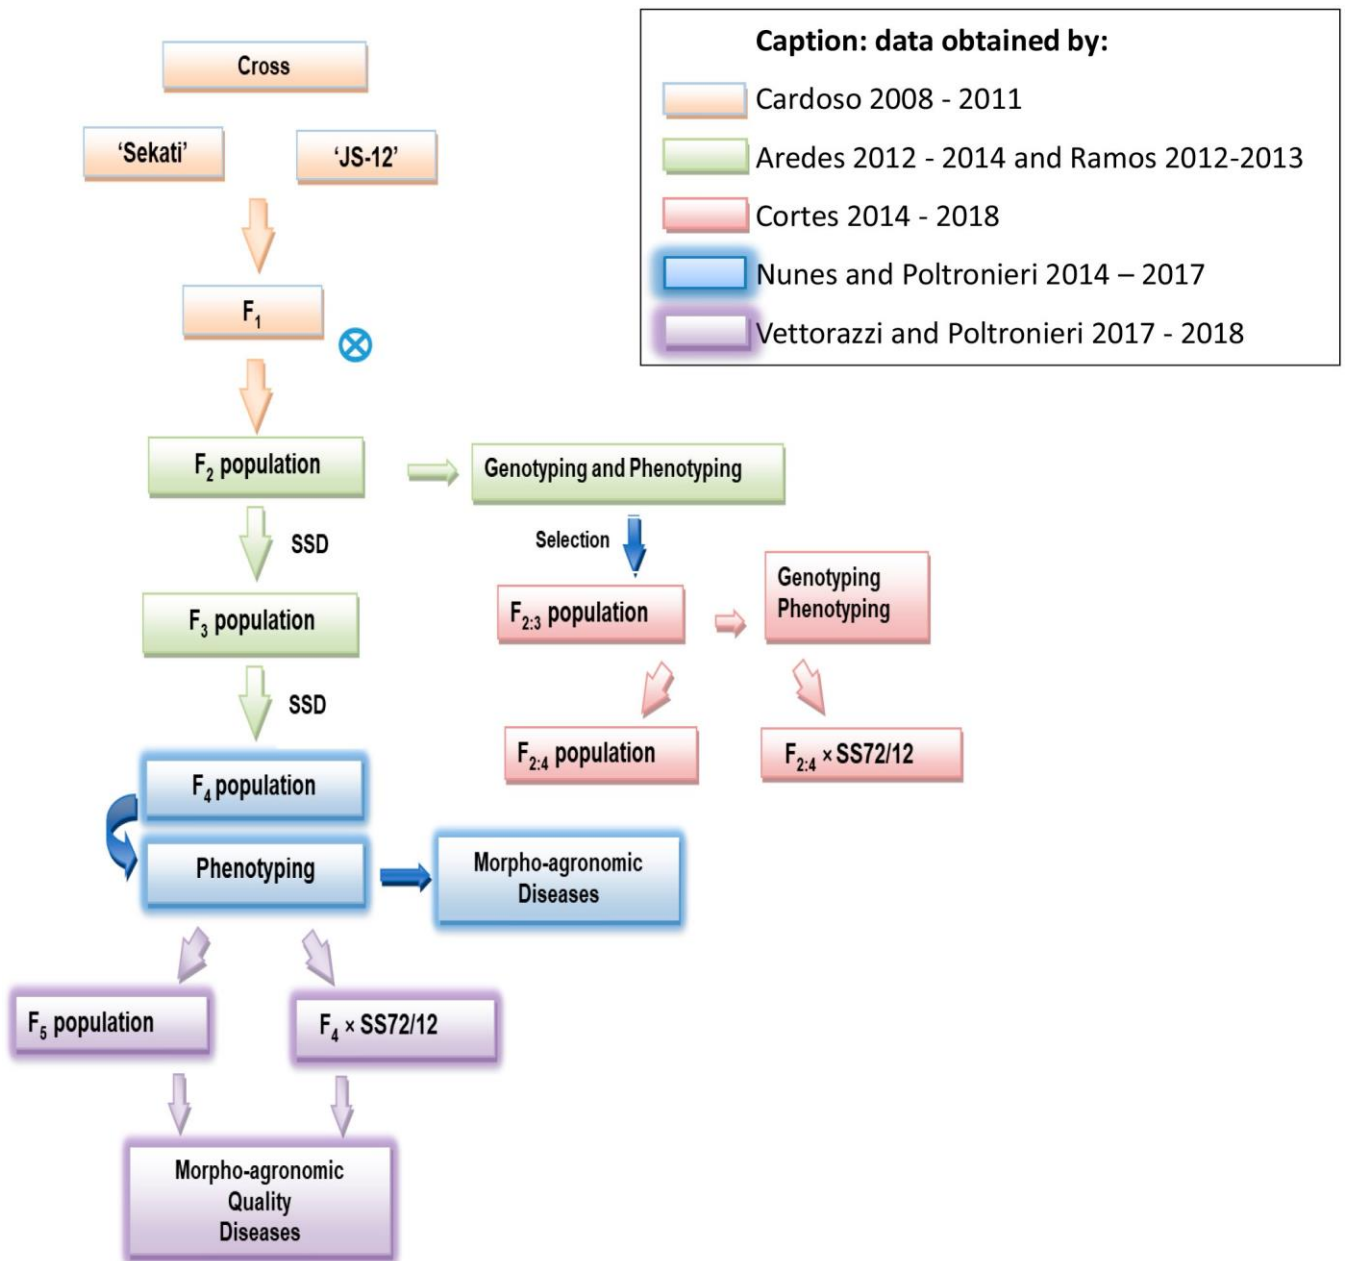 Cross
'Sekati'
'JS-12'
F1
F2 population
Genotyping and Phenotyping
SSD
Selection
F3 population
F2:3 population
Genotyping
Phenotyping
SSD
F2:4 population
F2:4 × SS72/12
F4 population
Phenotyping
Morpho-agronomic
Diseases
F5 population
F4 × SS72/12
Morpho-agronomic
Quality
Diseases
Caption: data obtained by:
Cardoso 2008 - 2011
Aredes 2012 - 2014 and Ramos 2012-2013
Cortes 2014 - 2018
Nunes and Poltronieri 2014 – 2017
Vettorazzi and Poltronieri 2017 - 2018